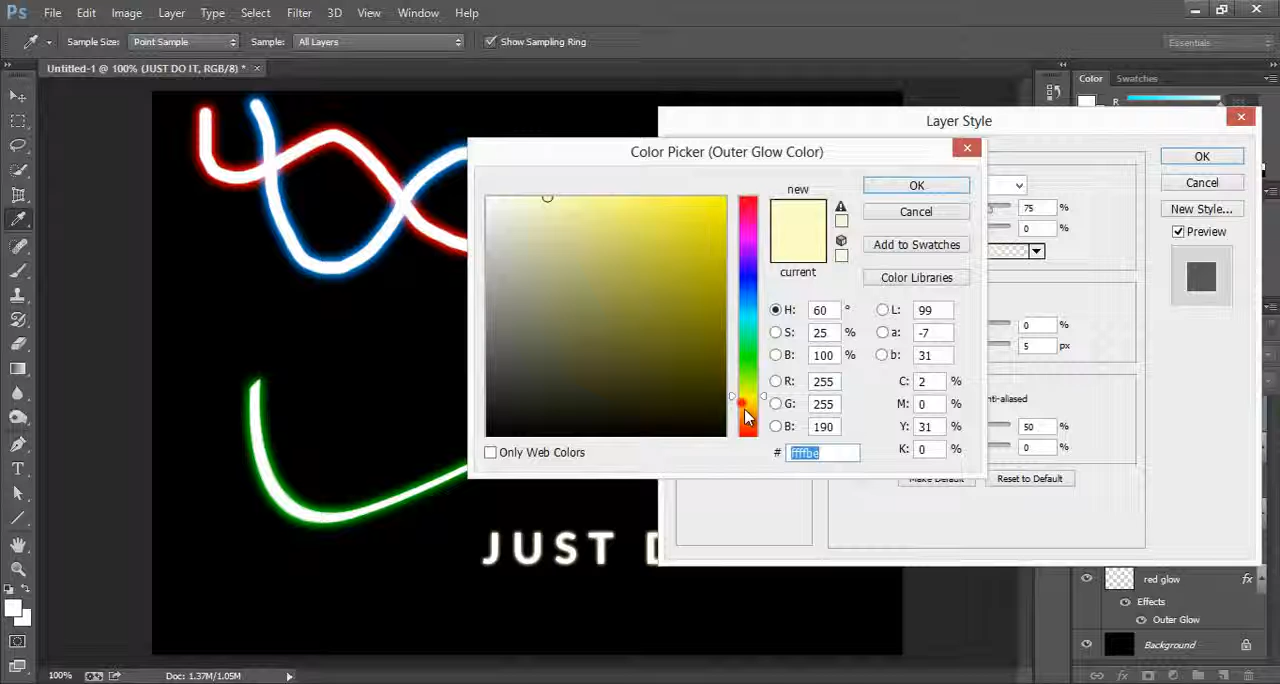 Ps File Edit Image Layer Type Select Filter 3D View Window Help
Sample Size: Point Sample Sample: All Layers Show Sampling Ring Essentials
Untitled-1 @ 100% (JUST DO IT, RGB/8) * ×
Color Swatches
R
Layer Style
Color Picker (Outer Glow Color)
new
current
OK
Cancel
Add to Swatches
Color Libraries
H: 60 °
S: 25 %
B: 100 %
R: 255
G: 255
B: 190
L: 99
a: -7
b: 31
C: 2 %
M: 0 %
Y: 31 %
K: 0 %
# ffffbe
Only Web Colors
75 %
0 %
0 %
5 px
nti-aliased
50 %
0 %
Make Default Reset to Default
OK
Cancel
New Style...
Preview
JUST D
red glow fx
Effects
Outer Glow
Background
100% Doc: 1.37M/1.05M
fx